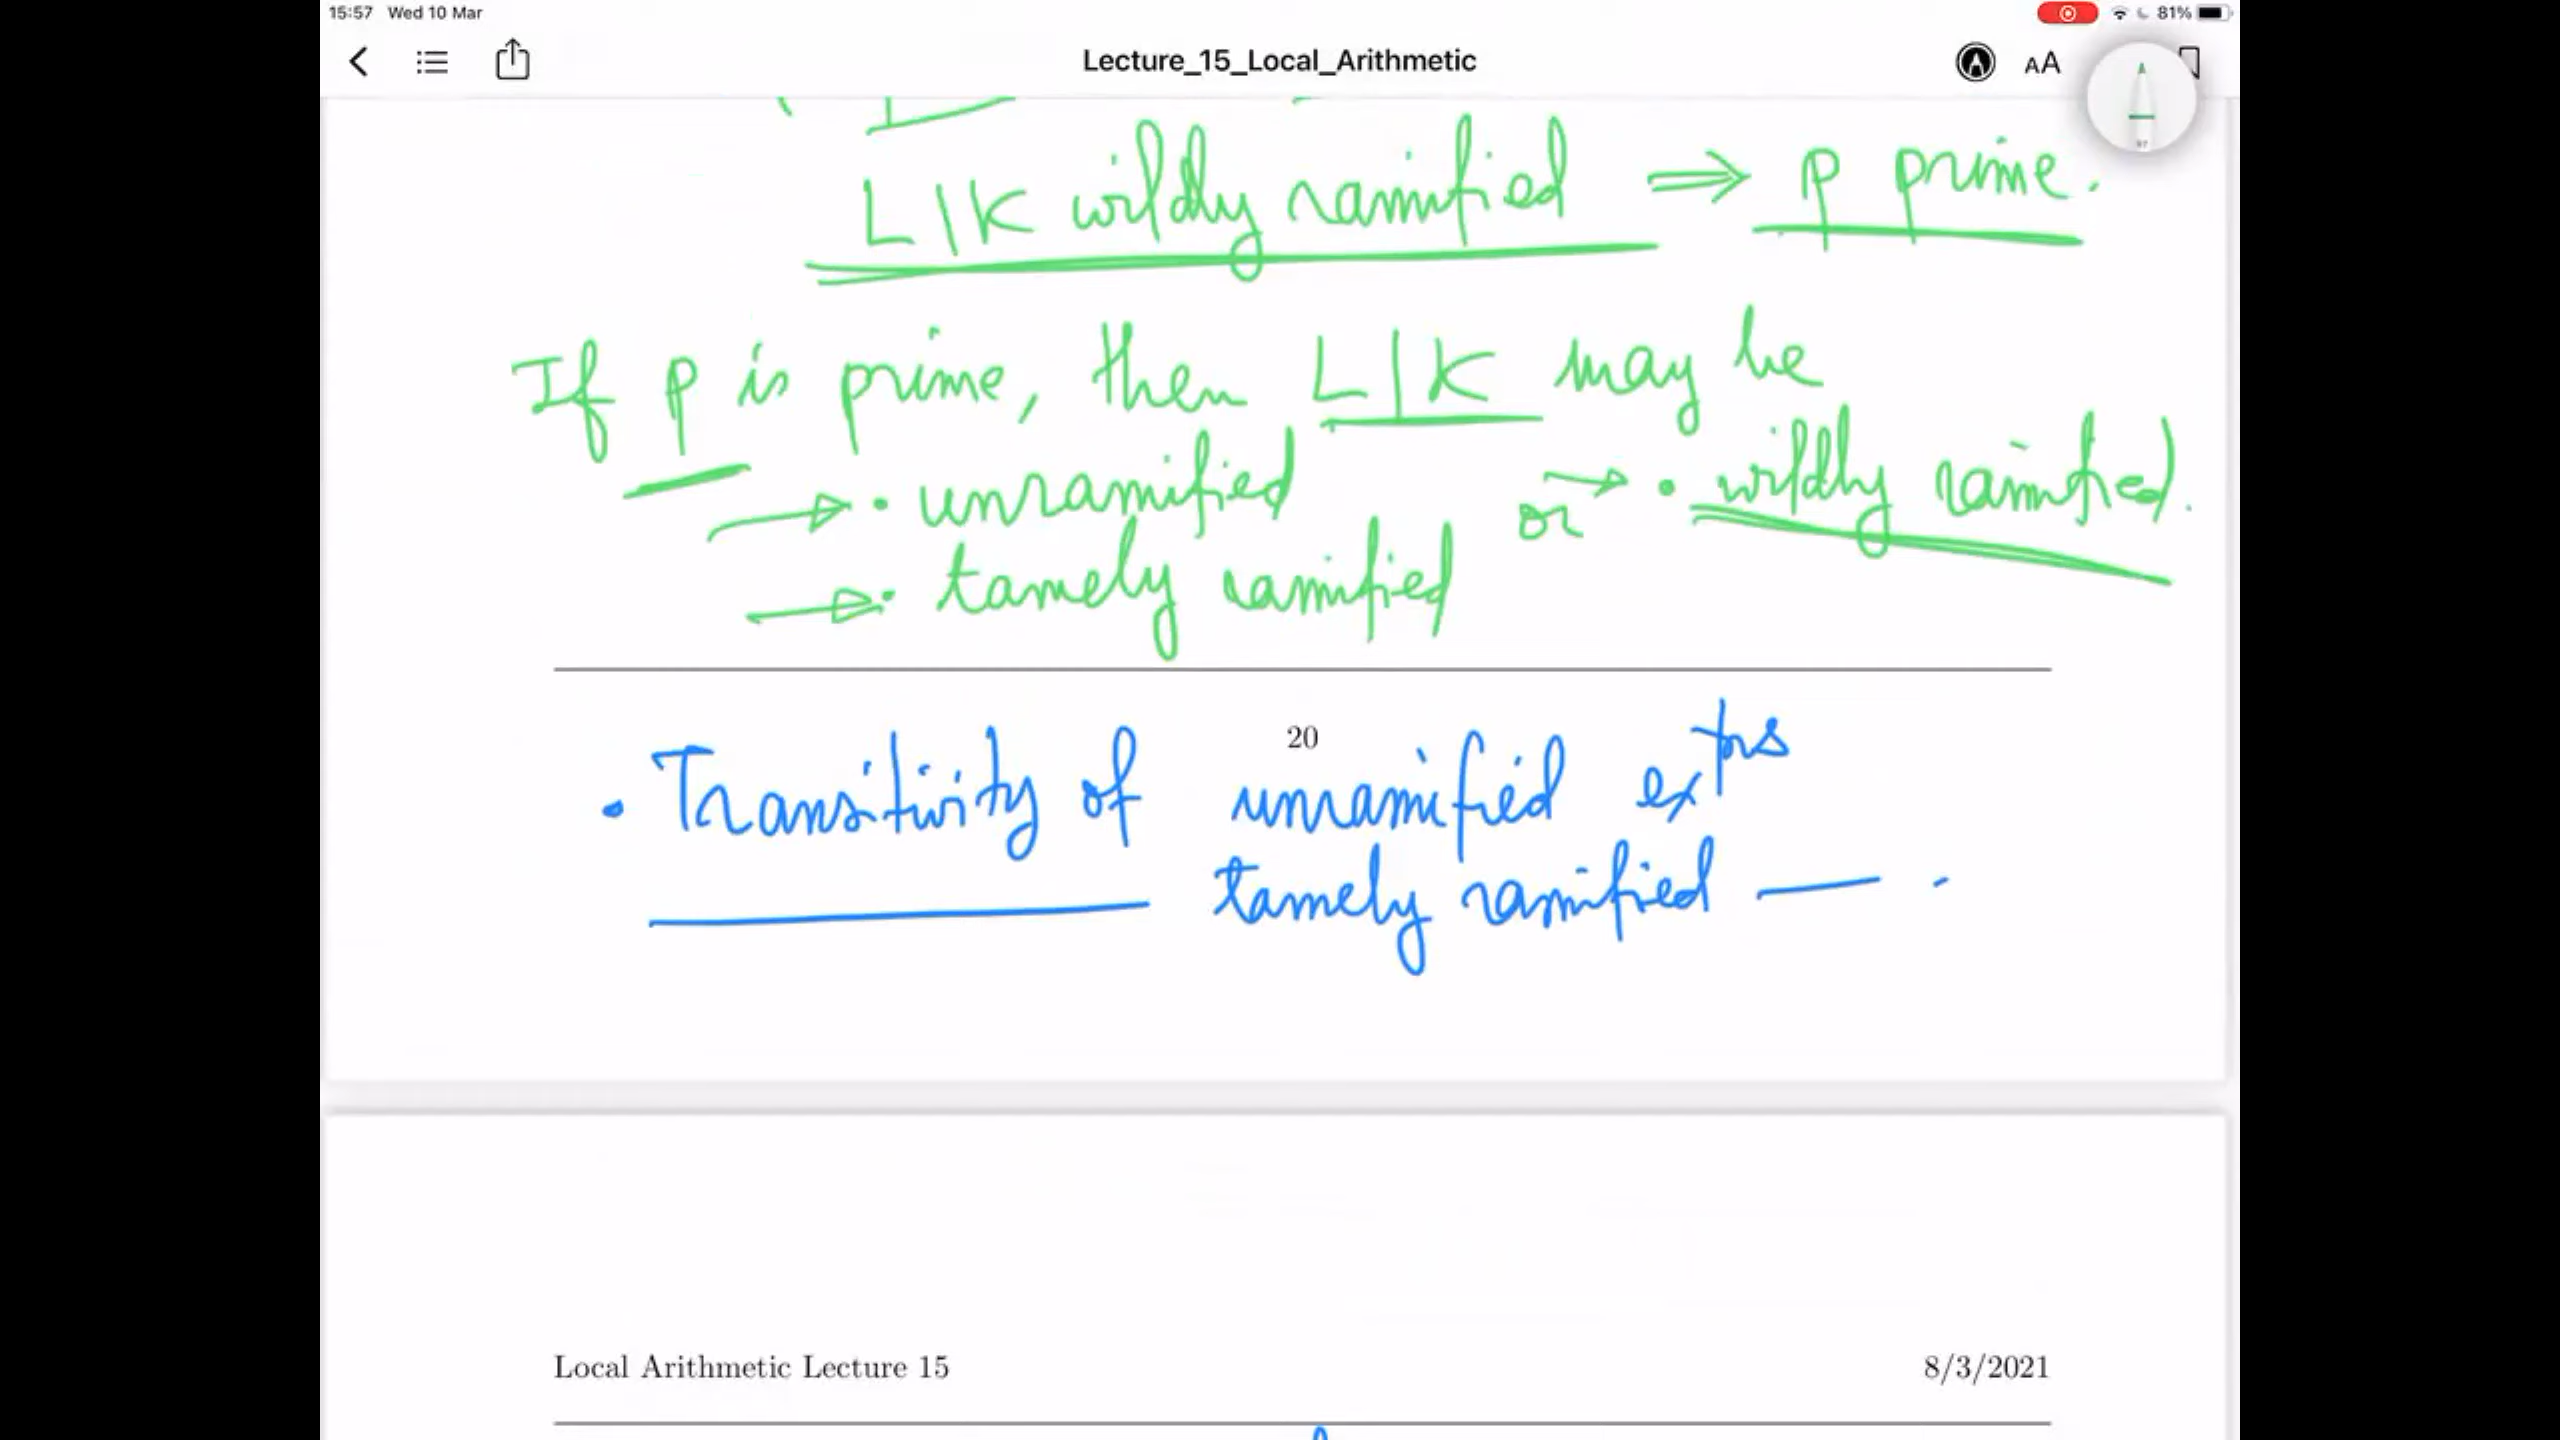 15:57 Wed 10 Mar
81%
Lecture_15_Local_Arithmetic
AA
L|K wildly ramified ⇒ p prime.
If p is prime, then L|K may be
→ • unramified or → • wildly ramified.
→ • tamely ramified
20
• Transitivity of unramified extns
—— tamely ramified —— .
Local Arithmetic Lecture 15 8/3/2021